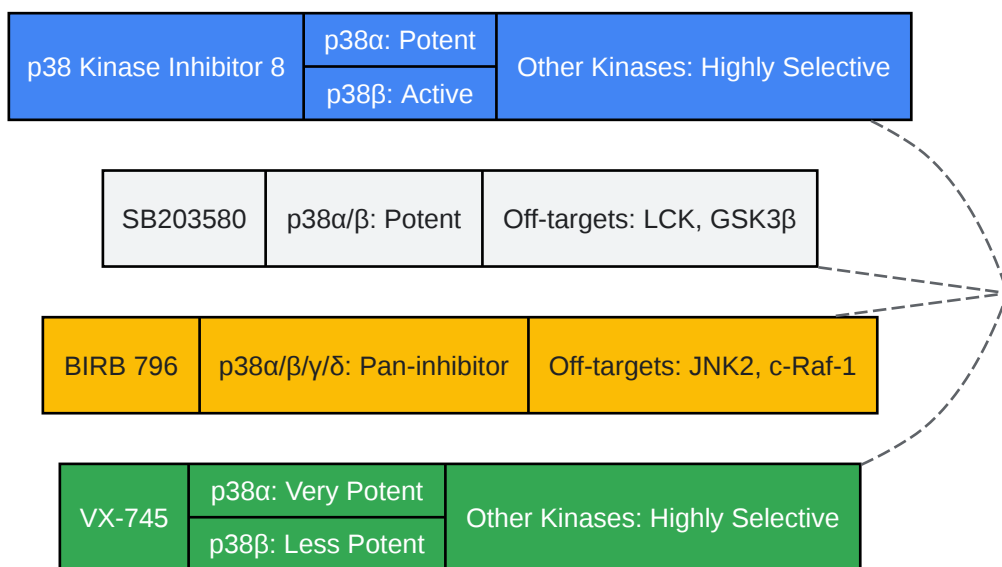 p38 Kinase Inhibitor 8
p38α: Potent
p38β: Active
Other Kinases: Highly Selective
SB203580
p38α/β: Potent
Off-targets: LCK, GSK3β
BIRB 796
p38α/β/γ/δ: Pan-inhibitor
Off-targets: JNK2, c-Raf-1
VX-745
p38α: Very Potent
p38β: Less Potent
Other Kinases: Highly Selective